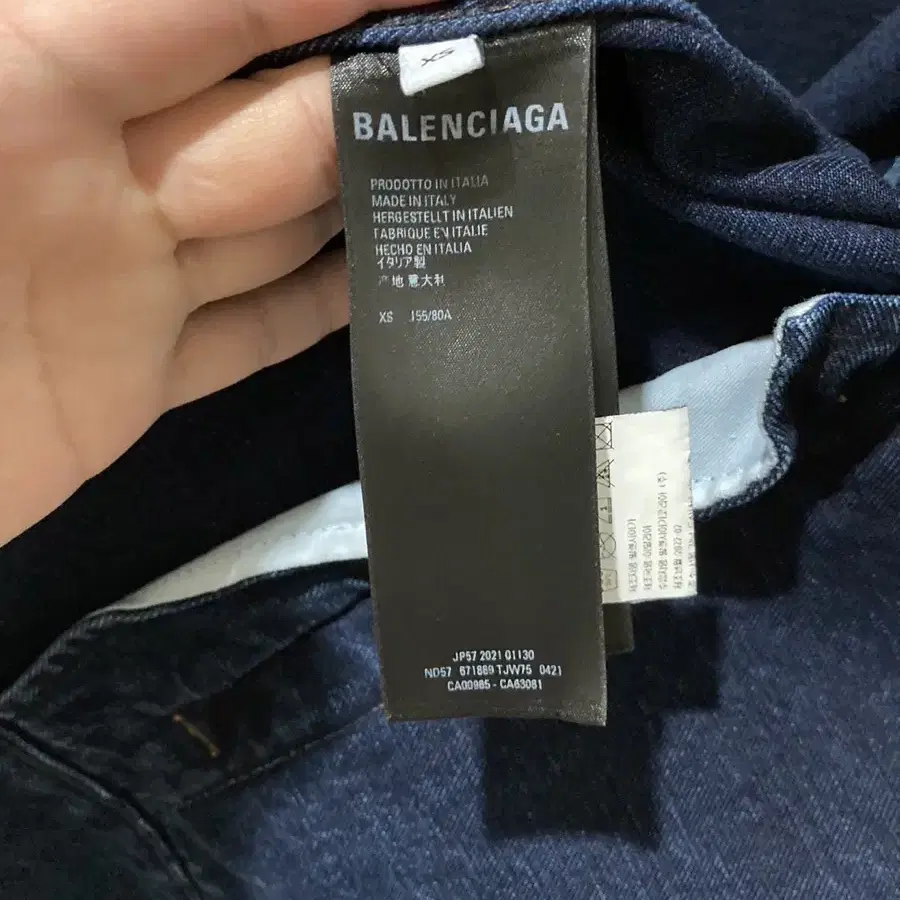 XS
BALENCIAGA
PRODOTTO IN ITALIA
MADE IN ITALY
HERGESTELLT IN ITALIEN
FABRIQUE EN ITALIE
HECHO EN ITALIA
イタリア製
产地 意大利
XS 155/80A
JP57 2021 01130
ND57 671889 TJW75 0421
CA00985 - CA63081